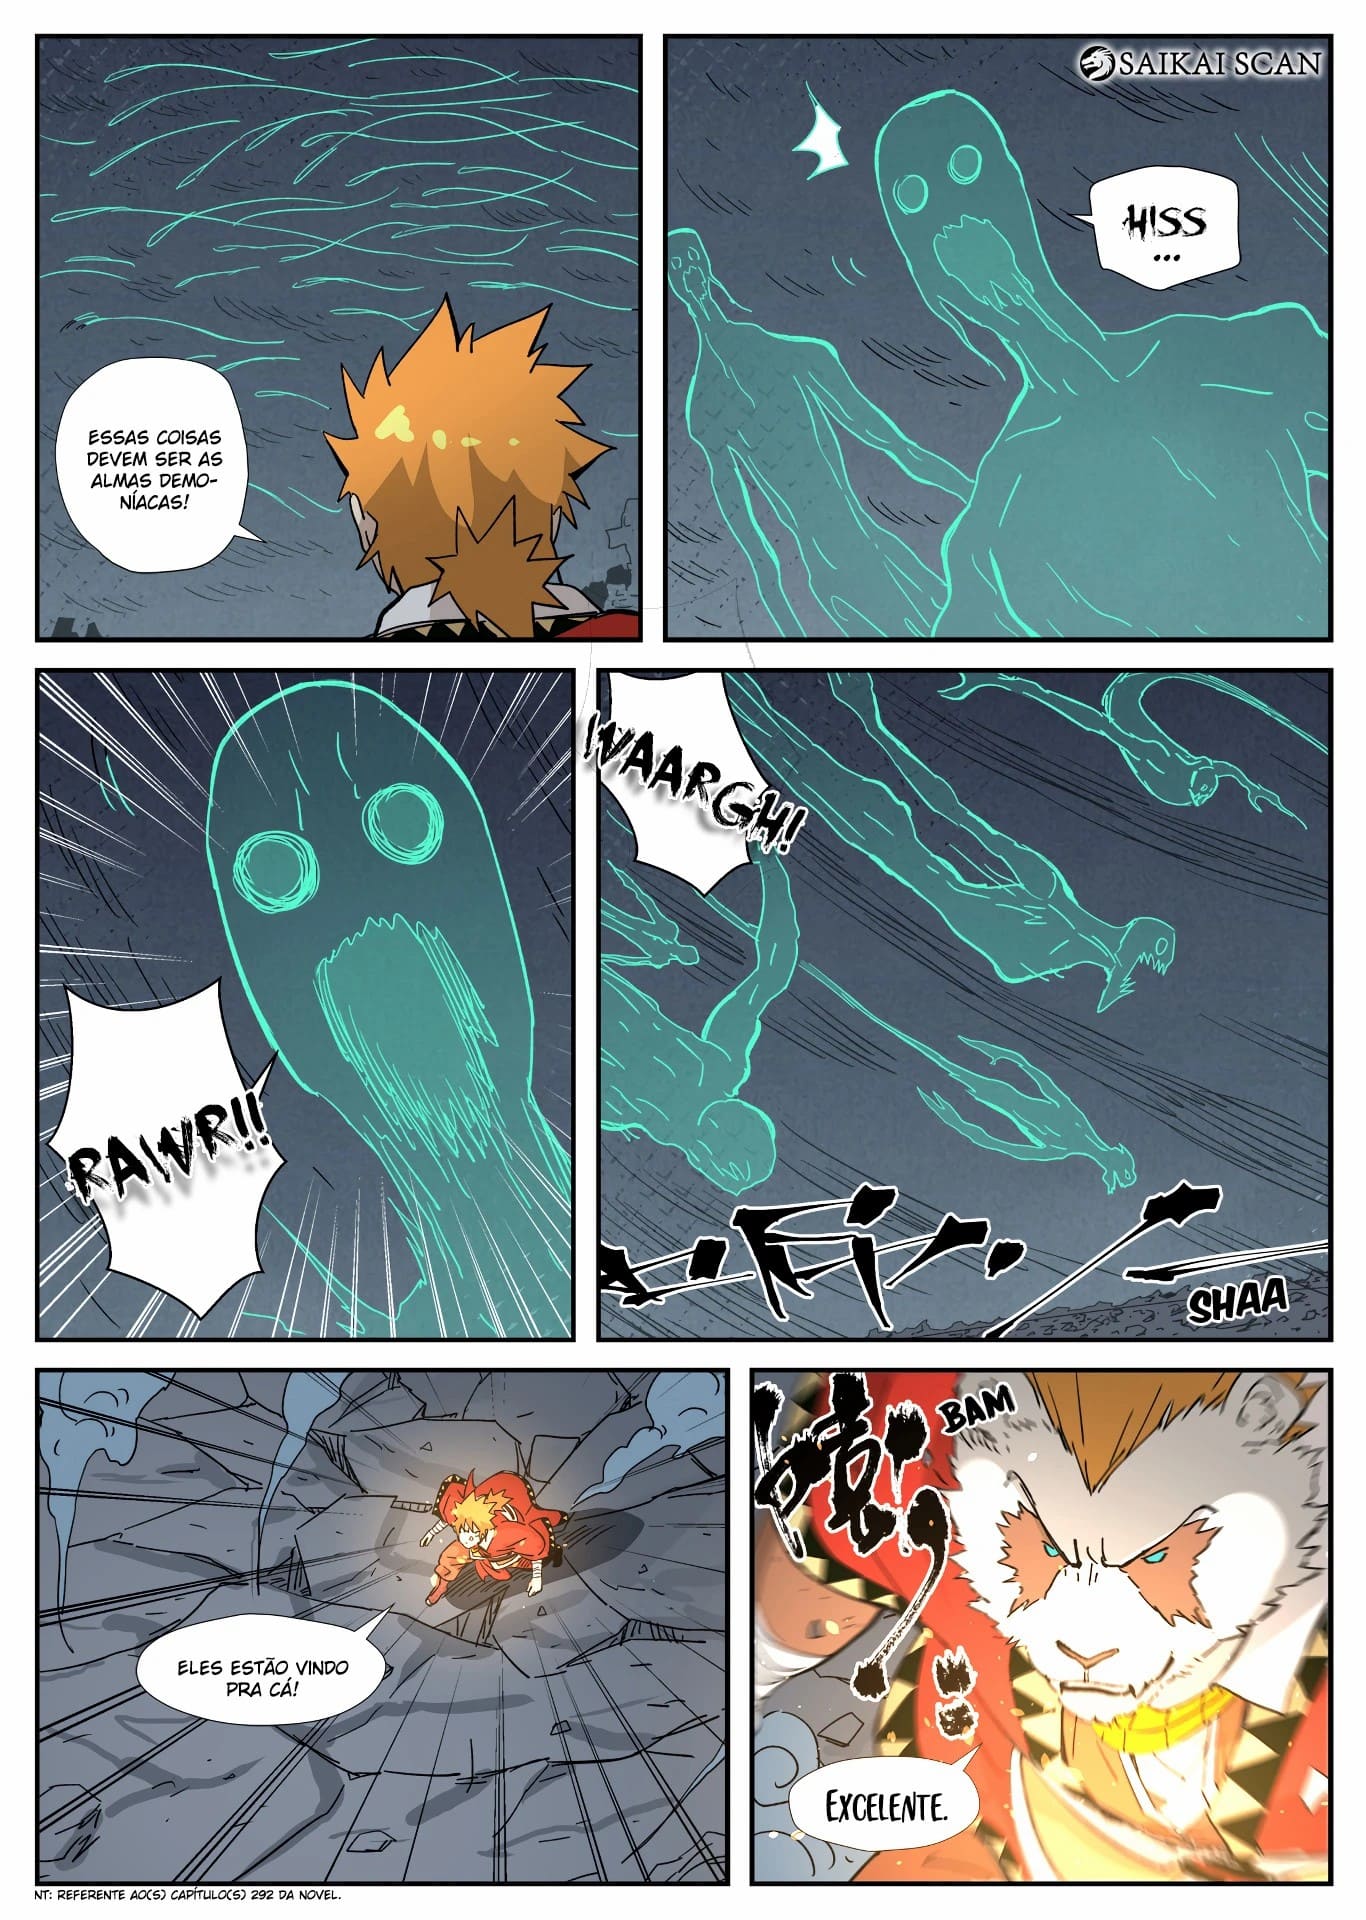 SAIKAI SCAN
ESSAS COISAS
DEVEM SER AS
ALMAS DEMO-
NÍACAS!
HISS
...
RAWR!!
WAARGH!
SHAA
ELES ESTÃO VINDO
PRA CÁ!
BAM
EXCELENTE.
NT: REFERENTE AO(S) CAPÍTULO(S) 292 DA NOVEL.